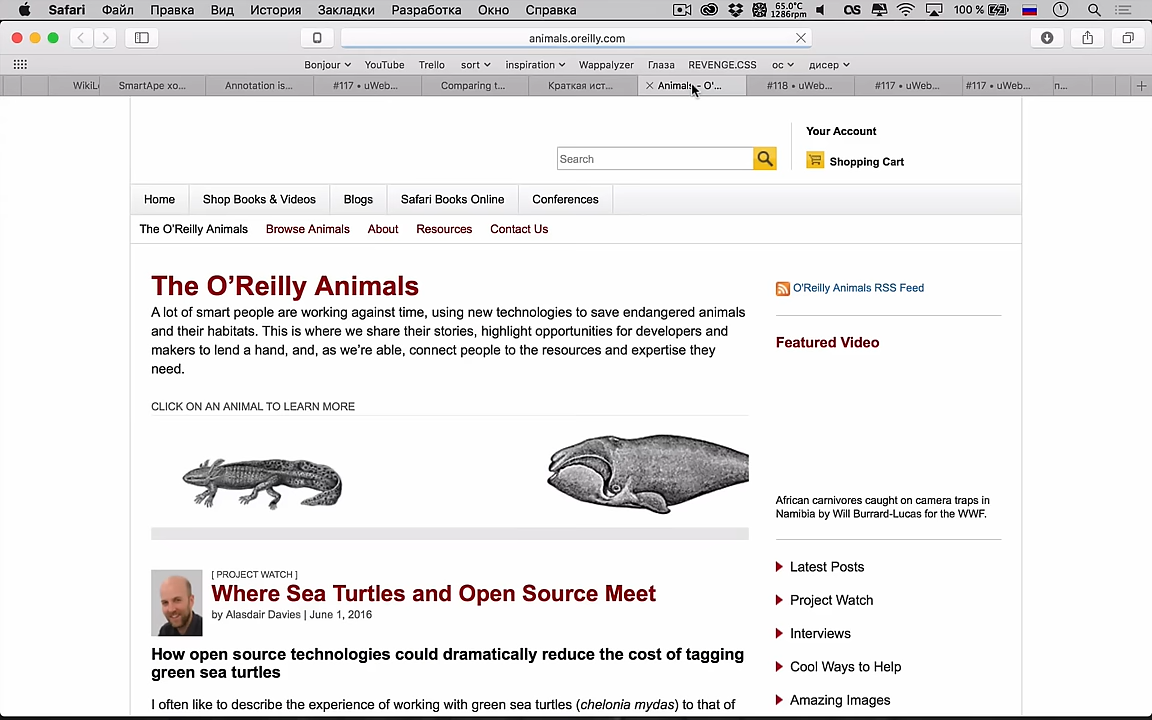 Safari Файл Правка Вид История Закладки Разработка Окно Справка 65.0°C 1286rpm 100 %
animals.oreilly.com
Bonjour YouTube Trello sort inspiration Wappalyzer Глаза REVENGE.CSS ос дисер
WikiL SmartApe хо... Annotation is... #117 • uWeb... Comparing t... Краткая ист... #118 • uWeb... #117 • uWeb... #117 • uWeb...
Your Account
Search
Shopping Cart
Home Shop Books & Videos Blogs Safari Books Online Conferences
The O'Reilly Animals Browse Animals About Resources Contact Us
The O’Reilly Animals
A lot of smart people are working against time, using new technologies to save endangered animals
and their habitats. This is where we share their stories, highlight opportunities for developers and
makers to lend a hand, and, as we’re able, connect people to the resources and expertise they
need.
CLICK ON AN ANIMAL TO LEARN MORE
[ PROJECT WATCH ]
Where Sea Turtles and Open Source Meet
by Alasdair Davies | June 1, 2016
How open source technologies could dramatically reduce the cost of tagging
green sea turtles
I often like to describe the experience of working with green sea turtles (chelonia mydas) to that of
O'Reilly Animals RSS Feed
Featured Video
African carnivores caught on camera traps in
Namibia by Will Burrard-Lucas for the WWF.
Latest Posts
Project Watch
Interviews
Cool Ways to Help
Amazing Images